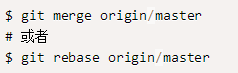 $ git merge origin/master
# 或者
$ git rebase origin/master